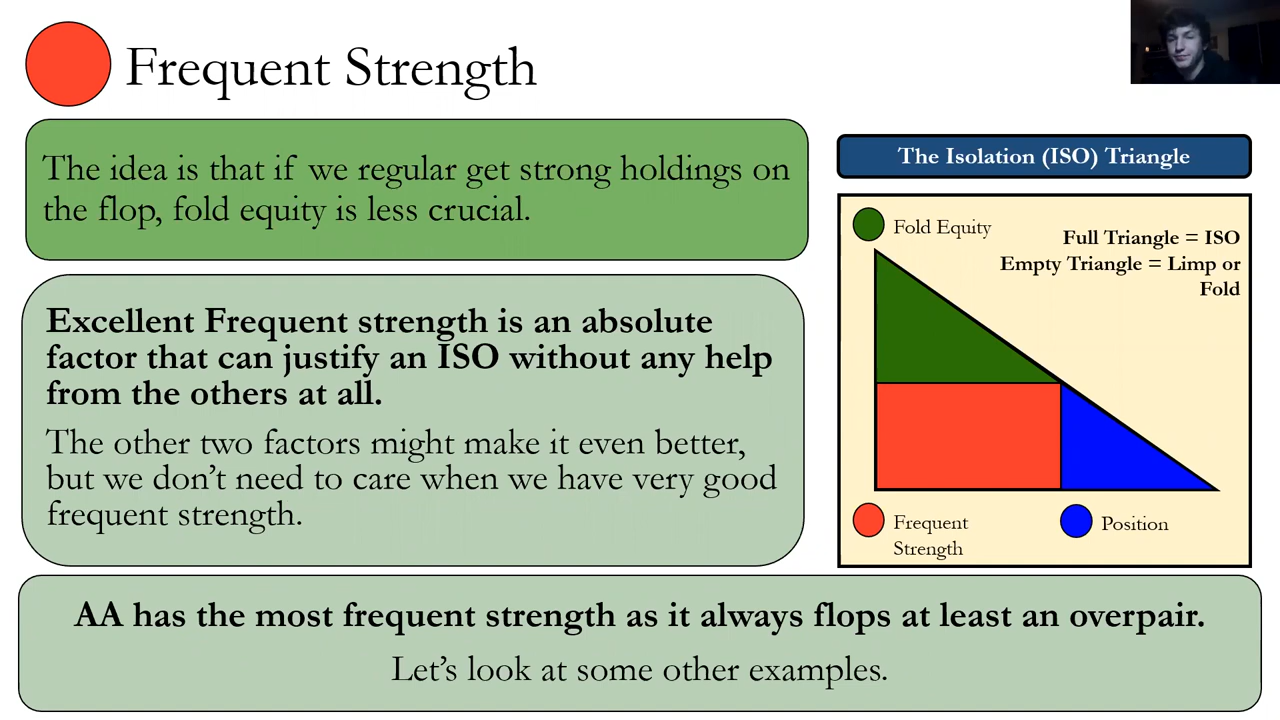 Frequent Strength
The idea is that if we regular get strong holdings on
the flop, fold equity is less crucial.
Excellent Frequent strength is an absolute
factor that can justify an ISO without any help
from the others at all.
The other two factors might make it even better,
but we don’t need to care when we have very good
frequent strength.
The Isolation (ISO) Triangle
Fold Equity
Full Triangle = ISO
Empty Triangle = Limp or
Fold
Frequent
Strength
Position
AA has the most frequent strength as it always flops at least an overpair.
Let’s look at some other examples.